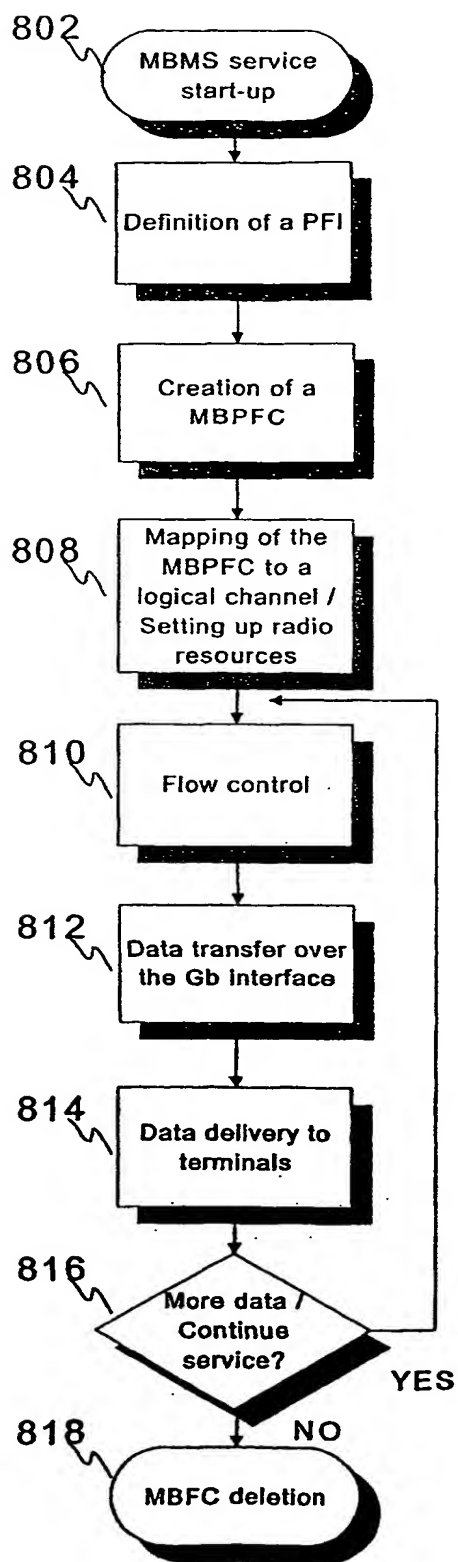 802
MBMS service
start-up
804
Definition of a PFI
806
Creation of a
MBPFC
808
Mapping of the
MBPFC to a
logical channel /
Setting up radio
resources
810
Flow control
812
Data transfer over
the Gb interface
814
Data delivery to
terminals
816
More data /
Continue
service?
YES
NO
818
MBFC deletion